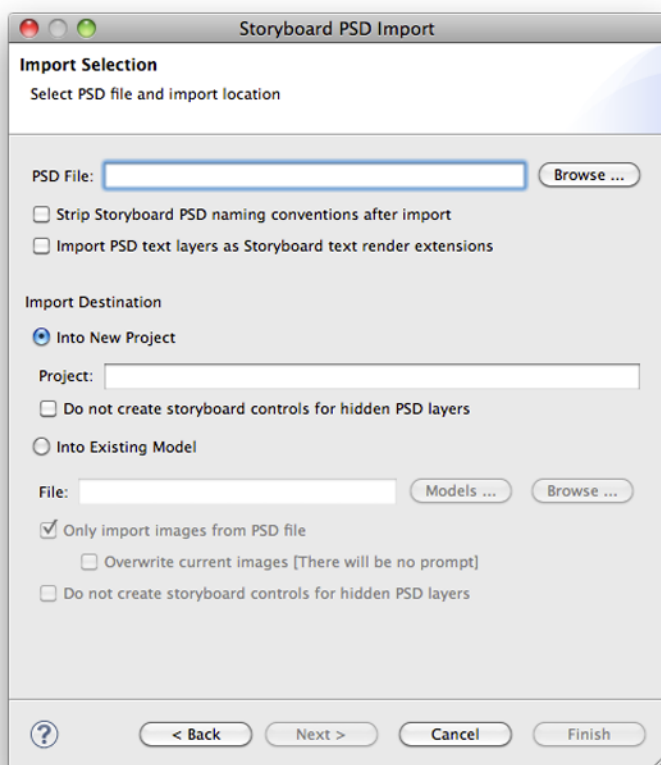 Storyboard PSD Import
Import Selection
Select PSD file and import location
PSD File:
Browse ...
Strip Storyboard PSD naming conventions after import
Import PSD text layers as Storyboard text render extensions
Import Destination
Into New Project
Project:
Do not create storyboard controls for hidden PSD layers
Into Existing Model
File:
Models ...
Browse ...
Only import images from PSD file
Overwrite current images [There will be no prompt]
Do not create storyboard controls for hidden PSD layers
?
< Back
Next >
Cancel
Finish